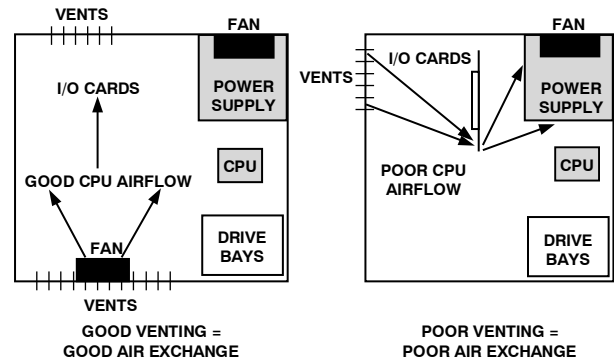 VENTS
FAN
I/O CARDS
POWER
SUPPLY
CPU
GOOD CPU AIRFLOW
FAN
DRIVE
BAYS
VENTS
GOOD VENTING =
GOOD AIR EXCHANGE
FAN
I/O CARDS
VENTS
POWER
SUPPLY
CPU
POOR CPU
AIRFLOW
DRIVE
BAYS
POOR VENTING =
POOR AIR EXCHANGE